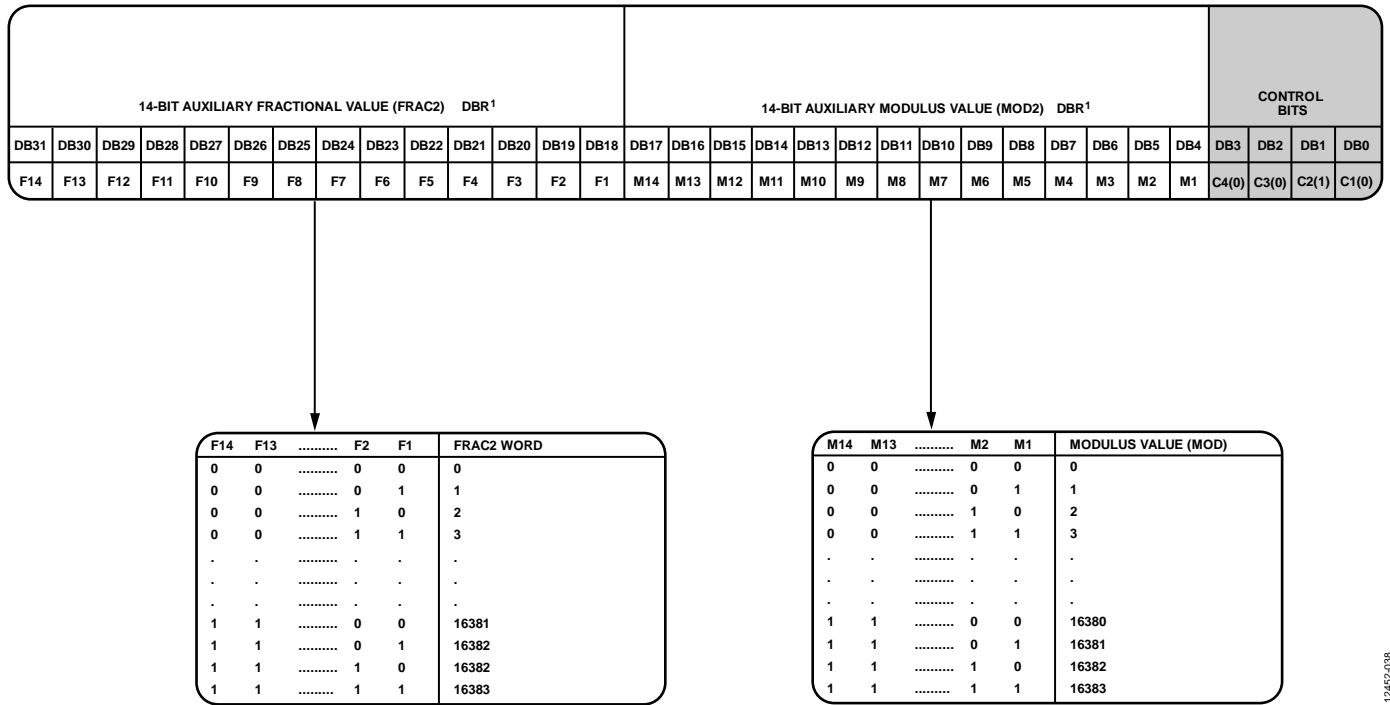 14-BIT AUXILIARY FRACTIONAL VALUE (FRAC2) DBR1 14-BIT AUXILIARY MODULUS VALUE (MOD2) DBR1 CONTROL
BITS
DB31 DB30 DB29 DB28 DB27 DB26 DB25 DB24 DB23 DB22 DB21 DB20 DB19 DB18 DB17 DB16 DB15 DB14 DB13 DB12 DB11 DB10 DB9 DB8 DB7 DB6 DB5 DB4 DB3 DB2 DB1 DB0
F14 F13 F12 F11 F10 F9 F8 F7 F6 F5 F4 F3 F2 F1 M14 M13 M12 M11 M10 M9 M8 M7 M6 M5 M4 M3 M2 M1 C4(0) C3(0) C2(1) C1(0)
F14 F13 .......... F2 F1 FRAC2 WORD
0 0 .......... 0 0 0
0 0 .......... 0 1 1
0 0 .......... 1 0 2
0 0 .......... 1 1 3
. . .......... . . .
. . .......... . . .
. . .......... . . .
1 1 .......... 0 0 16381
1 1 .......... 0 1 16382
1 1 .......... 1 0 16382
1 1 ......... 1 1 16383
M14 M13 .......... M2 M1 MODULUS VALUE (MOD)
0 0 .......... 0 0 0
0 0 .......... 0 1 1
0 0 .......... 1 0 2
0 0 .......... 1 1 3
. . .......... . . .
. . .......... . . .
. . .......... . . .
1 1 .......... 0 0 16380
1 1 .......... 0 1 16381
1 1 .......... 1 0 16382
1 1 ......... 1 1 16383
12452-038